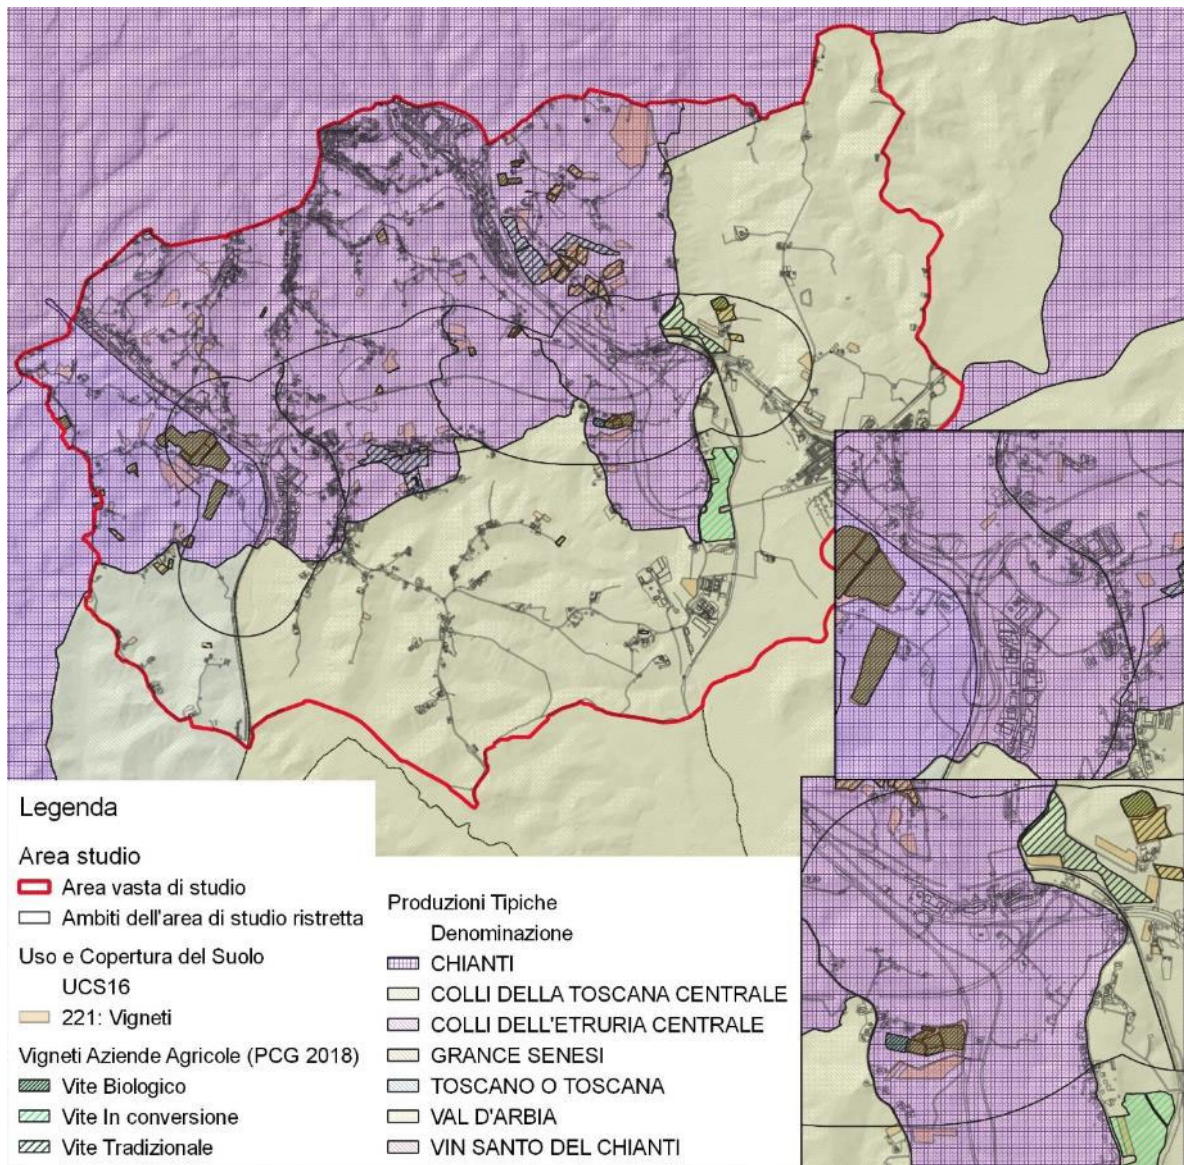 Legenda
Area studio
Area vasta di studio
Ambiti dell'area di studio ristretta
Uso e Copertura del Suolo
UCS16
221: Vigneti
Vigneti Aziende Agricole (PCG 2018)
Vite Biologico
Vite In conversione
Vite Tradizionale
Produzioni Tipiche
Denominazione
CHIANTI
COLLI DELLA TOSCANA CENTRALE
COLLI DELL'ETRURIA CENTRALE
GRANCE SENESI
TOSCANO O TOSCANA
VAL D'ARBIA
VIN SANTO DEL CHIANTI